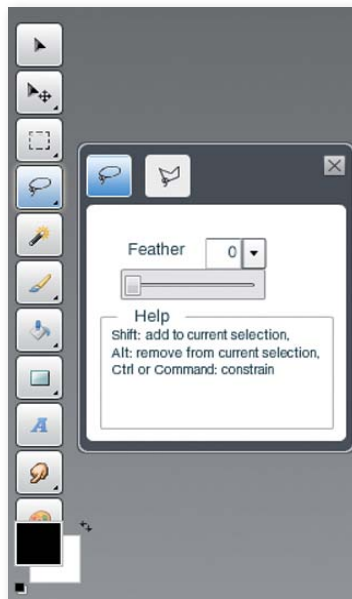 Feather 0
Help
Shift: add to current selection,
Alt: remove from current selection,
Ctrl or Command: constrain
A